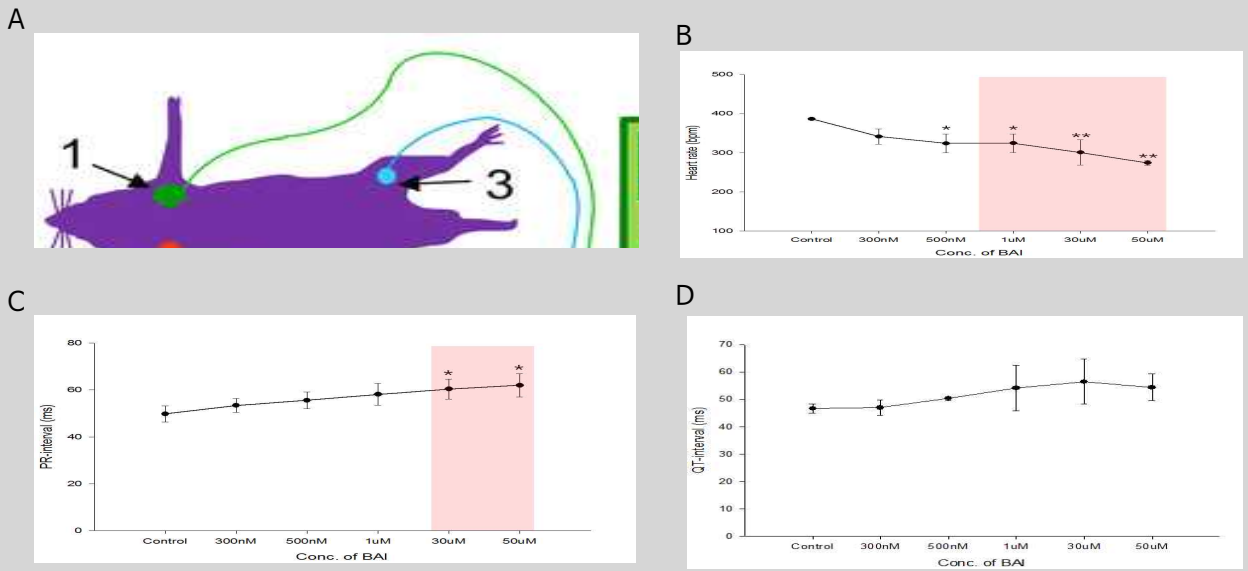 A
1
3
B
Heart rate (bpm)
500
400
300
200
100
*
*
**
**
Control 300nM 500nM 1uM 30uM 50uM
Conc. of BAI
C
PR-interval (ms)
80
60
40
20
0
*
*
Control 300nM 500nM 1uM 30uM 50uM
Conc. of BAI
D
QT-interval (ms)
70
60
50
40
30
20
10
0
Control 300nM 500nM 1uM 30uM 50uM
Conc. of BAI